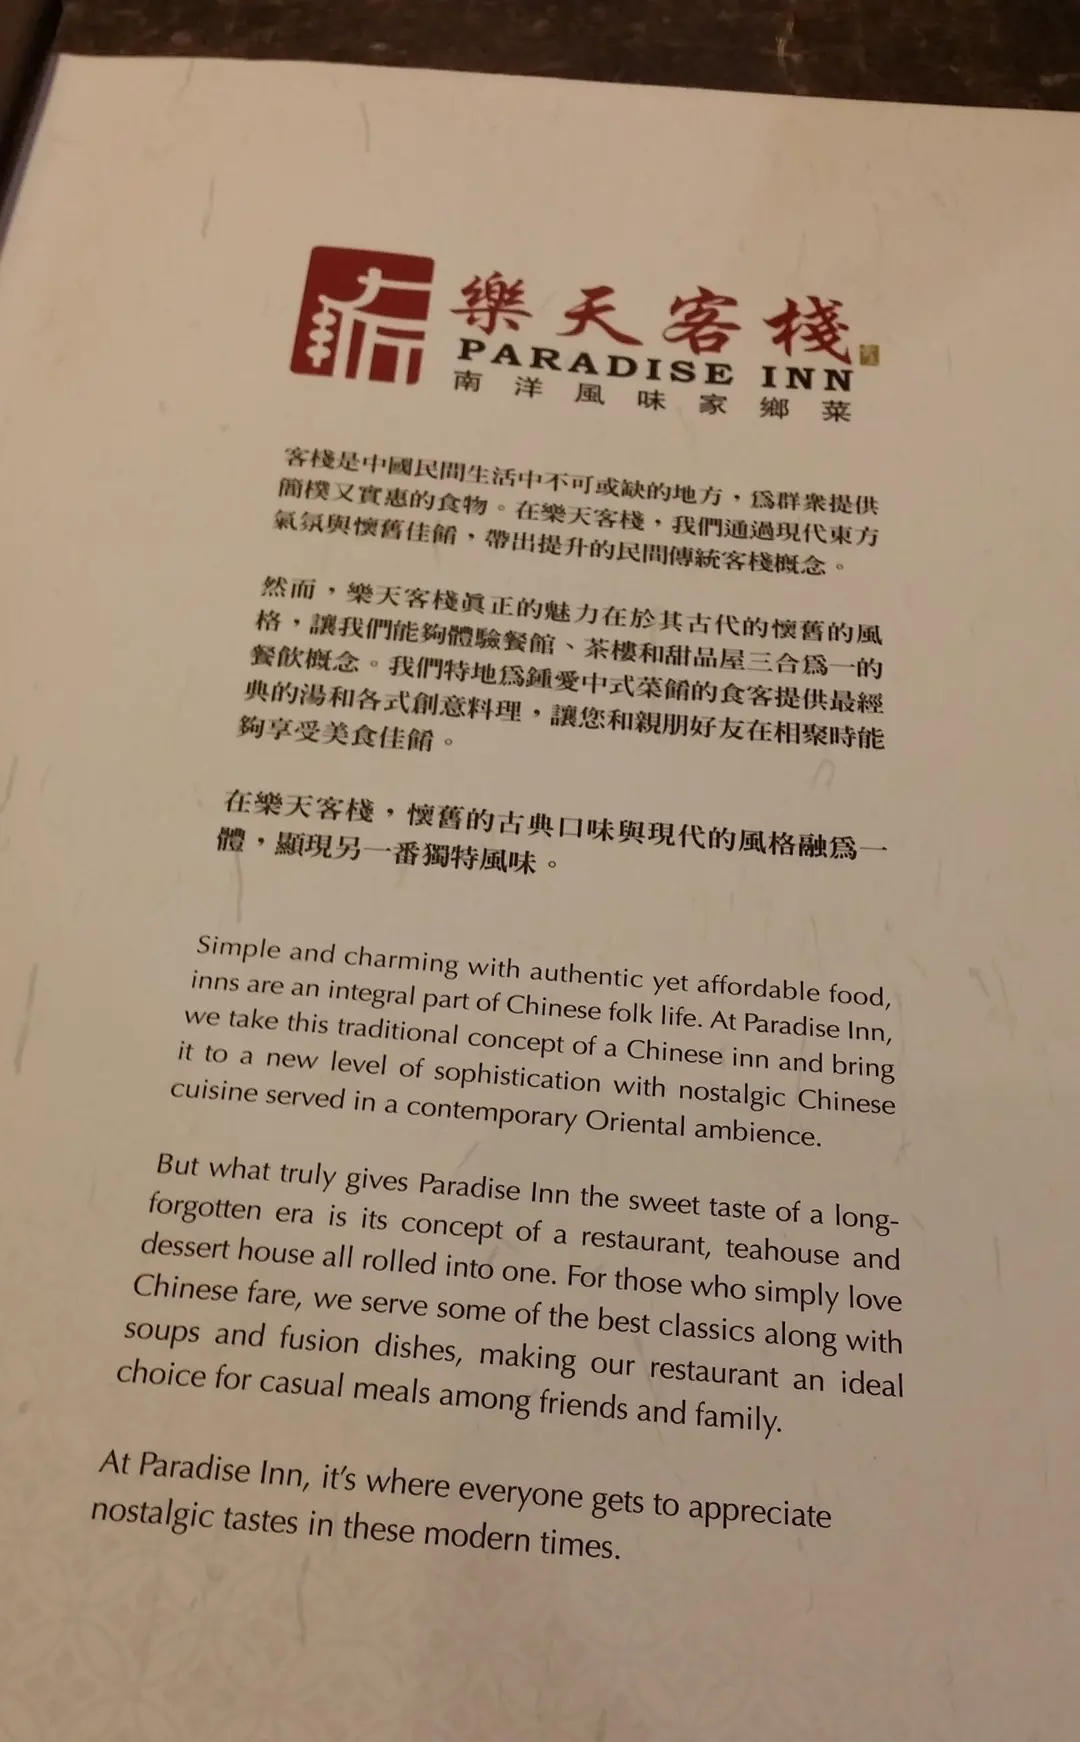 樂天客棧
PARADISE INN
南洋風味家鄉菜
客棧是中國民間生活中不可或缺的地方，爲群衆提供
簡樸又實惠的食物。在樂天客棧，我們通過現代東方
氣氛與懷舊佳餚，帶出提升的民間傳統客棧概念。
然而，樂天客棧眞正的魅力在於其古代的懷舊的風
格，讓我們能夠體驗餐館、茶樓和甜品屋三合爲一的
餐飲概念。我們特地爲鍾愛中式菜餚的食客提供最經
典的湯和各式創意料理，讓您和親朋好友在相聚時能
夠享受美食佳餚。
在樂天客棧，懷舊的古典口味與現代的風格融爲一
體，顯現另一番獨特風味。
Simple and charming with authentic yet affordable food,
inns are an integral part of Chinese folk life. At Paradise Inn,
we take this traditional concept of a Chinese inn and bring
it to a new level of sophistication with nostalgic Chinese
cuisine served in a contemporary Oriental ambience.
But what truly gives Paradise Inn the sweet taste of a long-
forgotten era is its concept of a restaurant, teahouse and
dessert house all rolled into one. For those who simply love
Chinese fare, we serve some of the best classics along with
soups and fusion dishes, making our restaurant an ideal
choice for casual meals among friends and family.
At Paradise Inn, it's where everyone gets to appreciate
nostalgic tastes in these modern times.